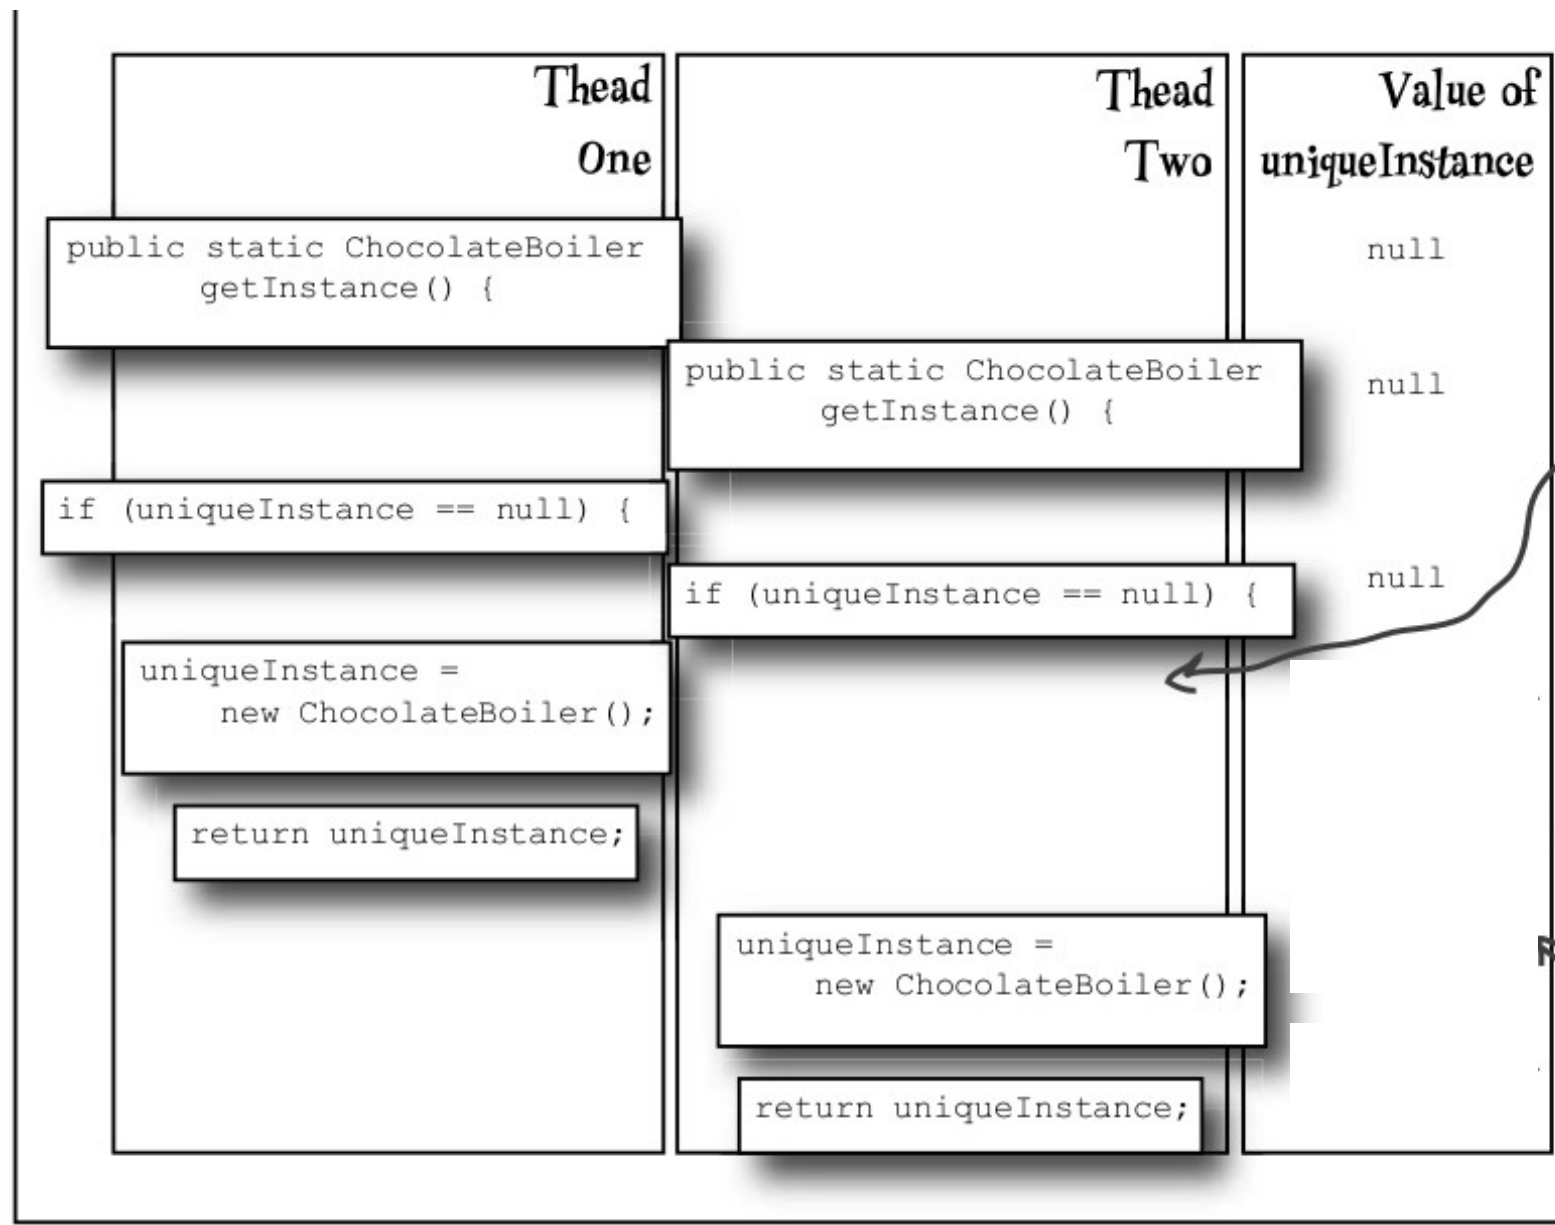 Thead
One
Thead
Two
Value of
uniqueInstance
public static ChocolateBoiler
getInstance() {
null
public static ChocolateBoiler
getInstance() {
null
if (uniqueInstance == null) {
if (uniqueInstance == null) {
null
uniqueInstance =
new ChocolateBoiler();
return uniqueInstance;
uniqueInstance =
new ChocolateBoiler();
return uniqueInstance;